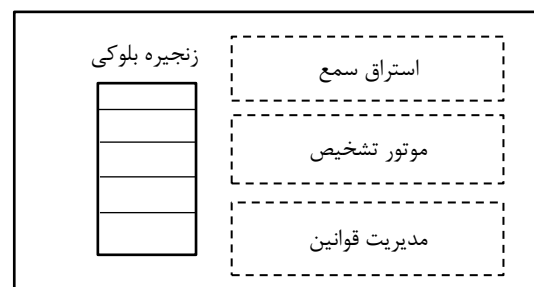 زنجیره بلوکی
استراق سمع
موتور تشخیص
مدیریت قوانین